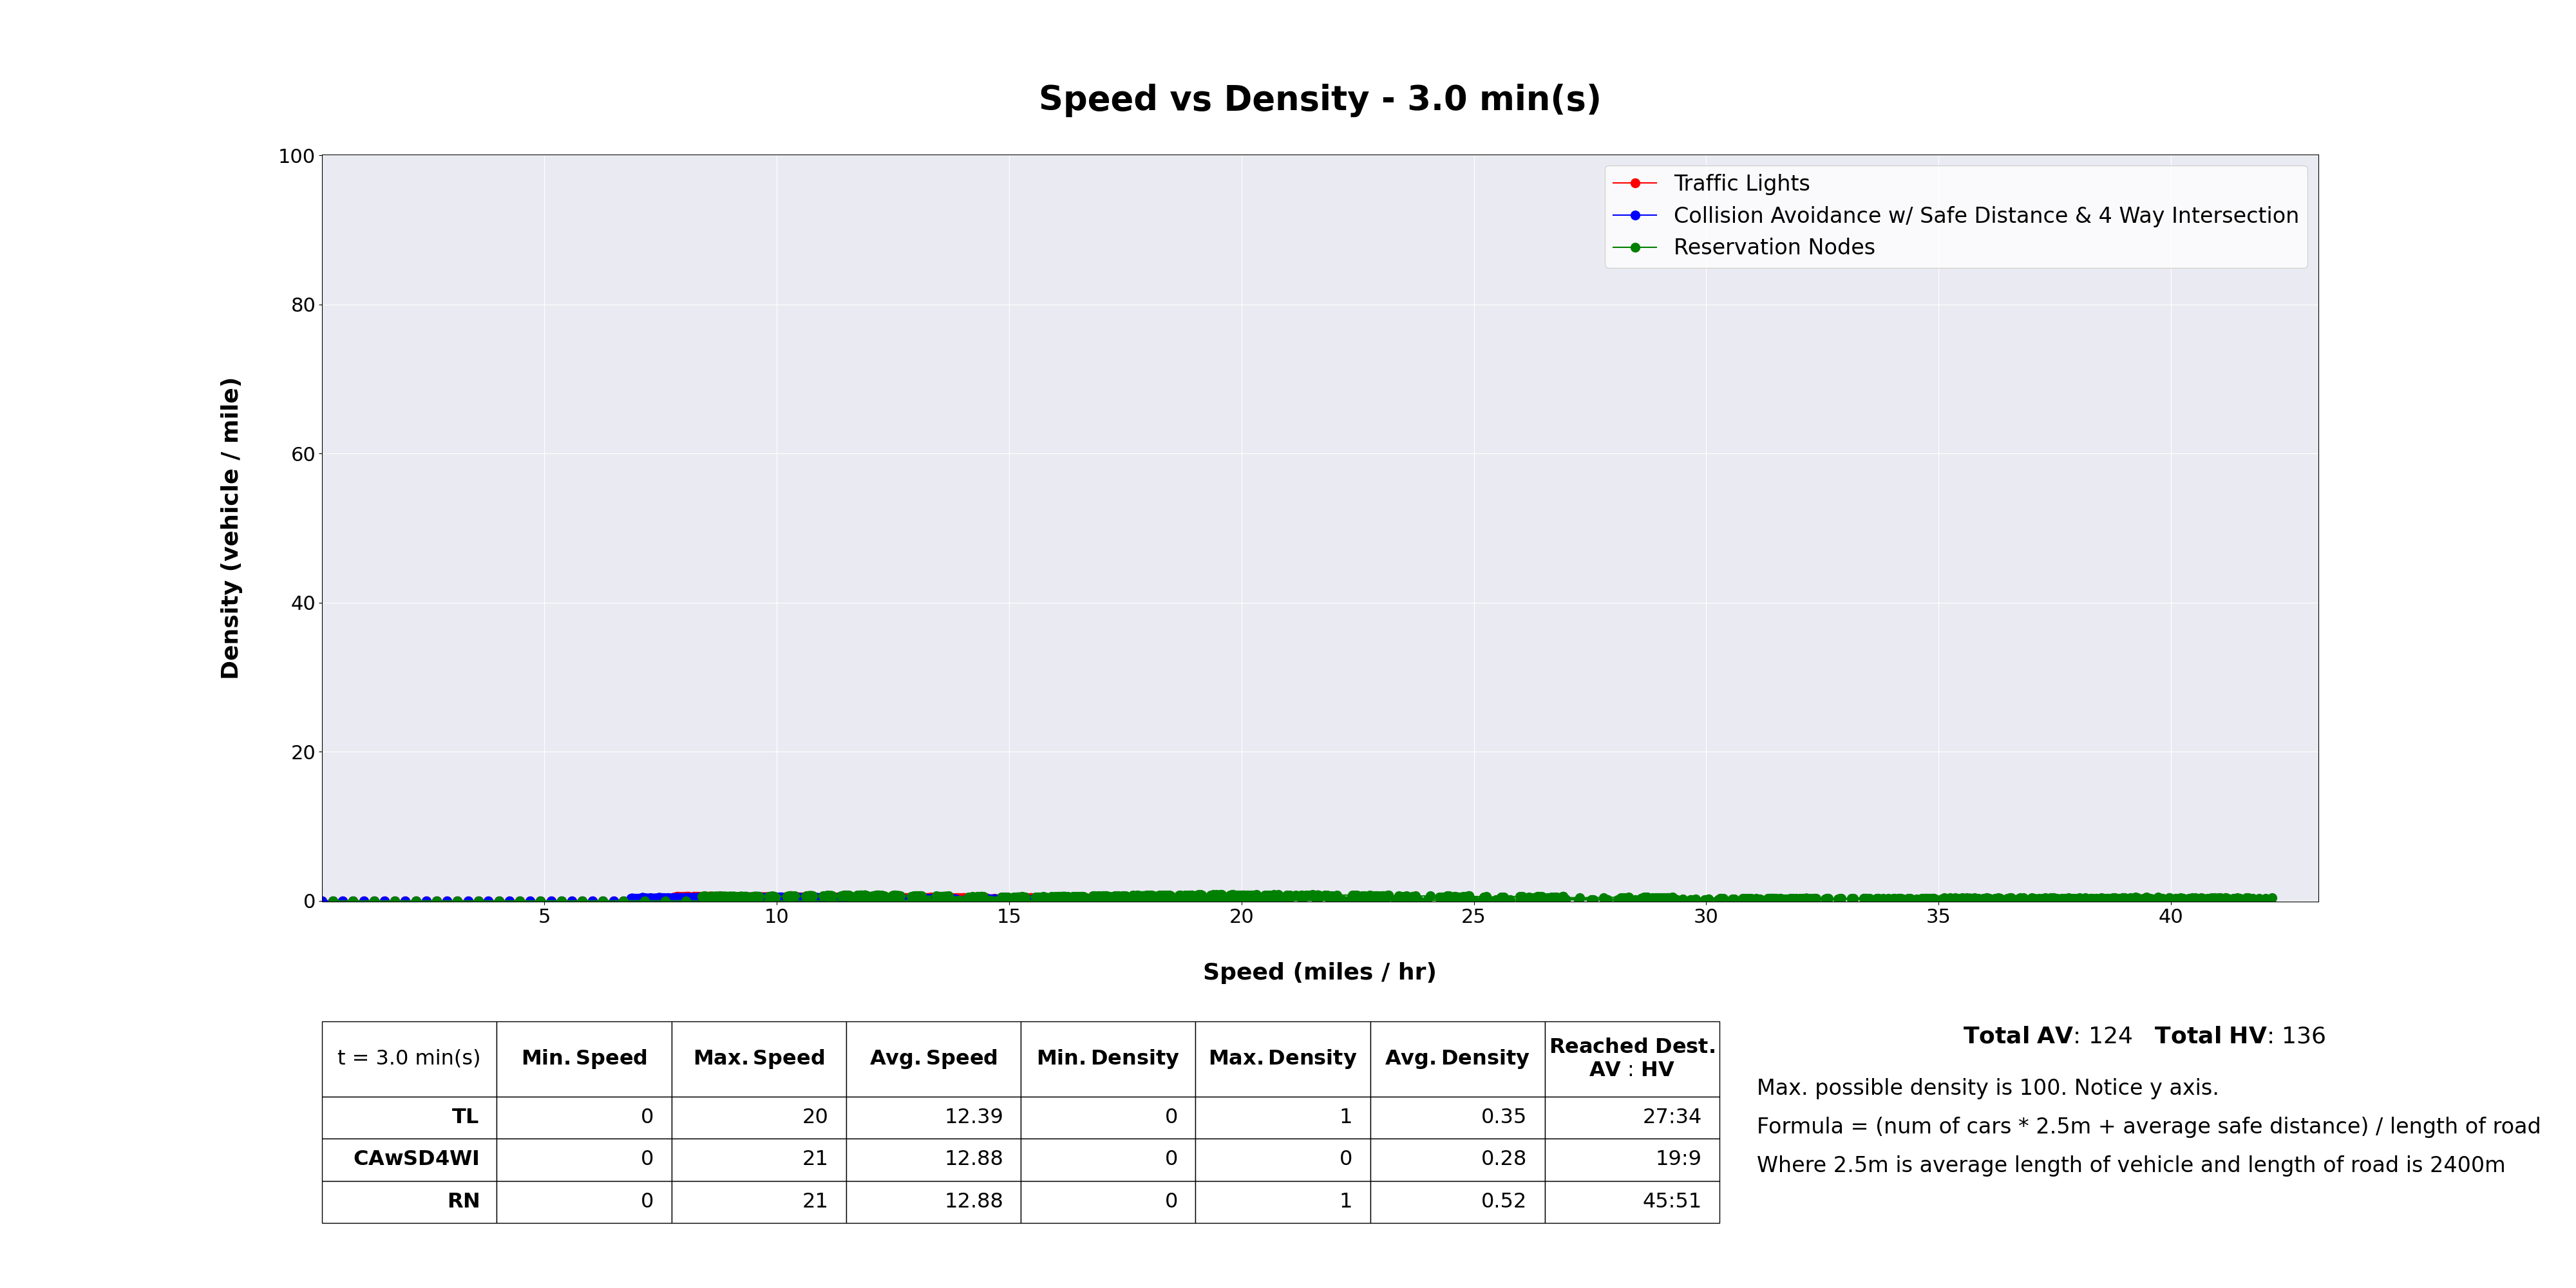 Speed vs Density - 3.0 min(s)
100
80
60
40
20
0
Density (vehicle / mile)
Traffic Lights
Collision Avoidance w/ Safe Distance & 4 Way Intersection
Reservation Nodes
5 10 15 20 25 30 35 40
Speed (miles / hr)
t = 3.0 min(s) Min. Speed Max. Speed Avg. Speed Min. Density Max. Density Avg. Density Reached Dest.
AV : HV
TL 0 20 12.39 0 1 0.35 27:34
CAwSD4WI 0 21 12.88 0 0 0.28 19:9
RN 0 21 12.88 0 1 0.52 45:51
Total AV: 124 Total HV: 136
Max. possible density is 100. Notice y axis.
Formula = (num of cars * 2.5m + average safe distance) / length of road
Where 2.5m is average length of vehicle and length of road is 2400m